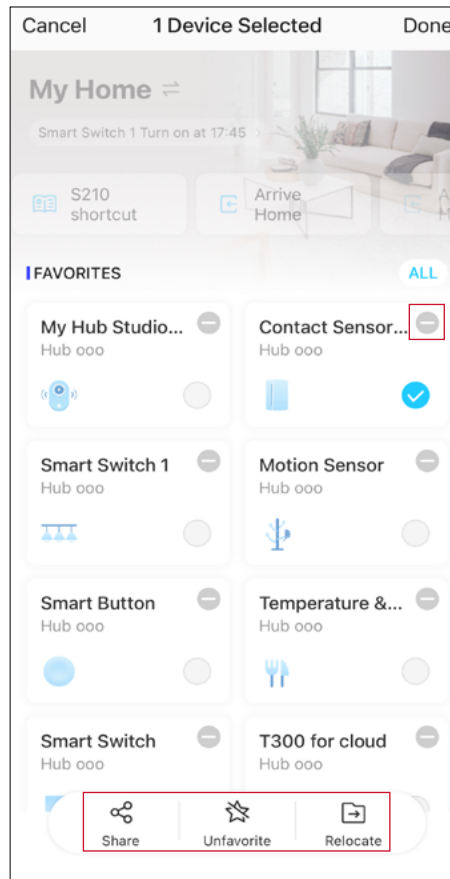 Cancel 1 Device Selected Done
My Home
Smart Switch 1 Turn on at 17:45
S210 shortcut
Arrive Home
FAVORITES ALL
My Hub Studio...
Hub ooo
Contact Sensor...
Hub ooo
Smart Switch 1
Hub ooo
Motion Sensor
Hub ooo
Smart Button
Hub ooo
Temperature &...
Hub ooo
Smart Switch
Hub ooo
T300 for cloud
Hub ooo
Share
Unfavorite
Relocate